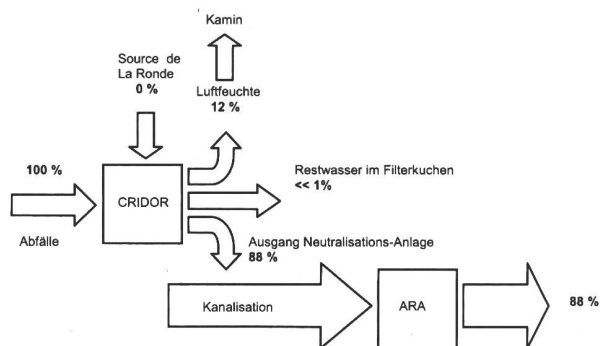 Kamin
Source de
La Ronde
0 %
Luftfeuchte
12 %
100 %
Restwasser im Filterkuchen
<< 1%
CRIDOR
Abfälle
Ausgang Neutralisations-Anlage
88 %
Kanalisation
ARA
88 %